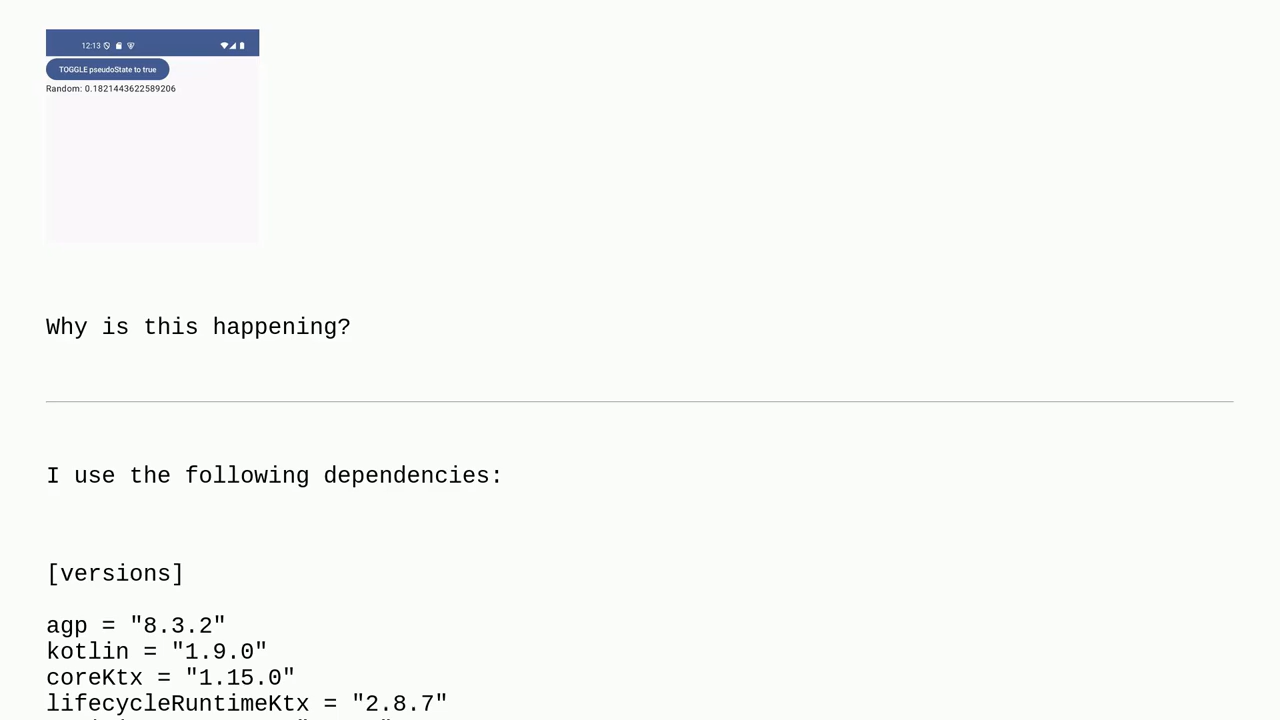 12:13
TOGGLE pseudoState to true
Random: 0.1821443622589206
Why is this happening?
I use the following dependencies:
[versions]
agp = "8.3.2"
kotlin = "1.9.0"
coreKtx = "1.15.0"
lifecycleRuntimeKtx = "2.8.7"